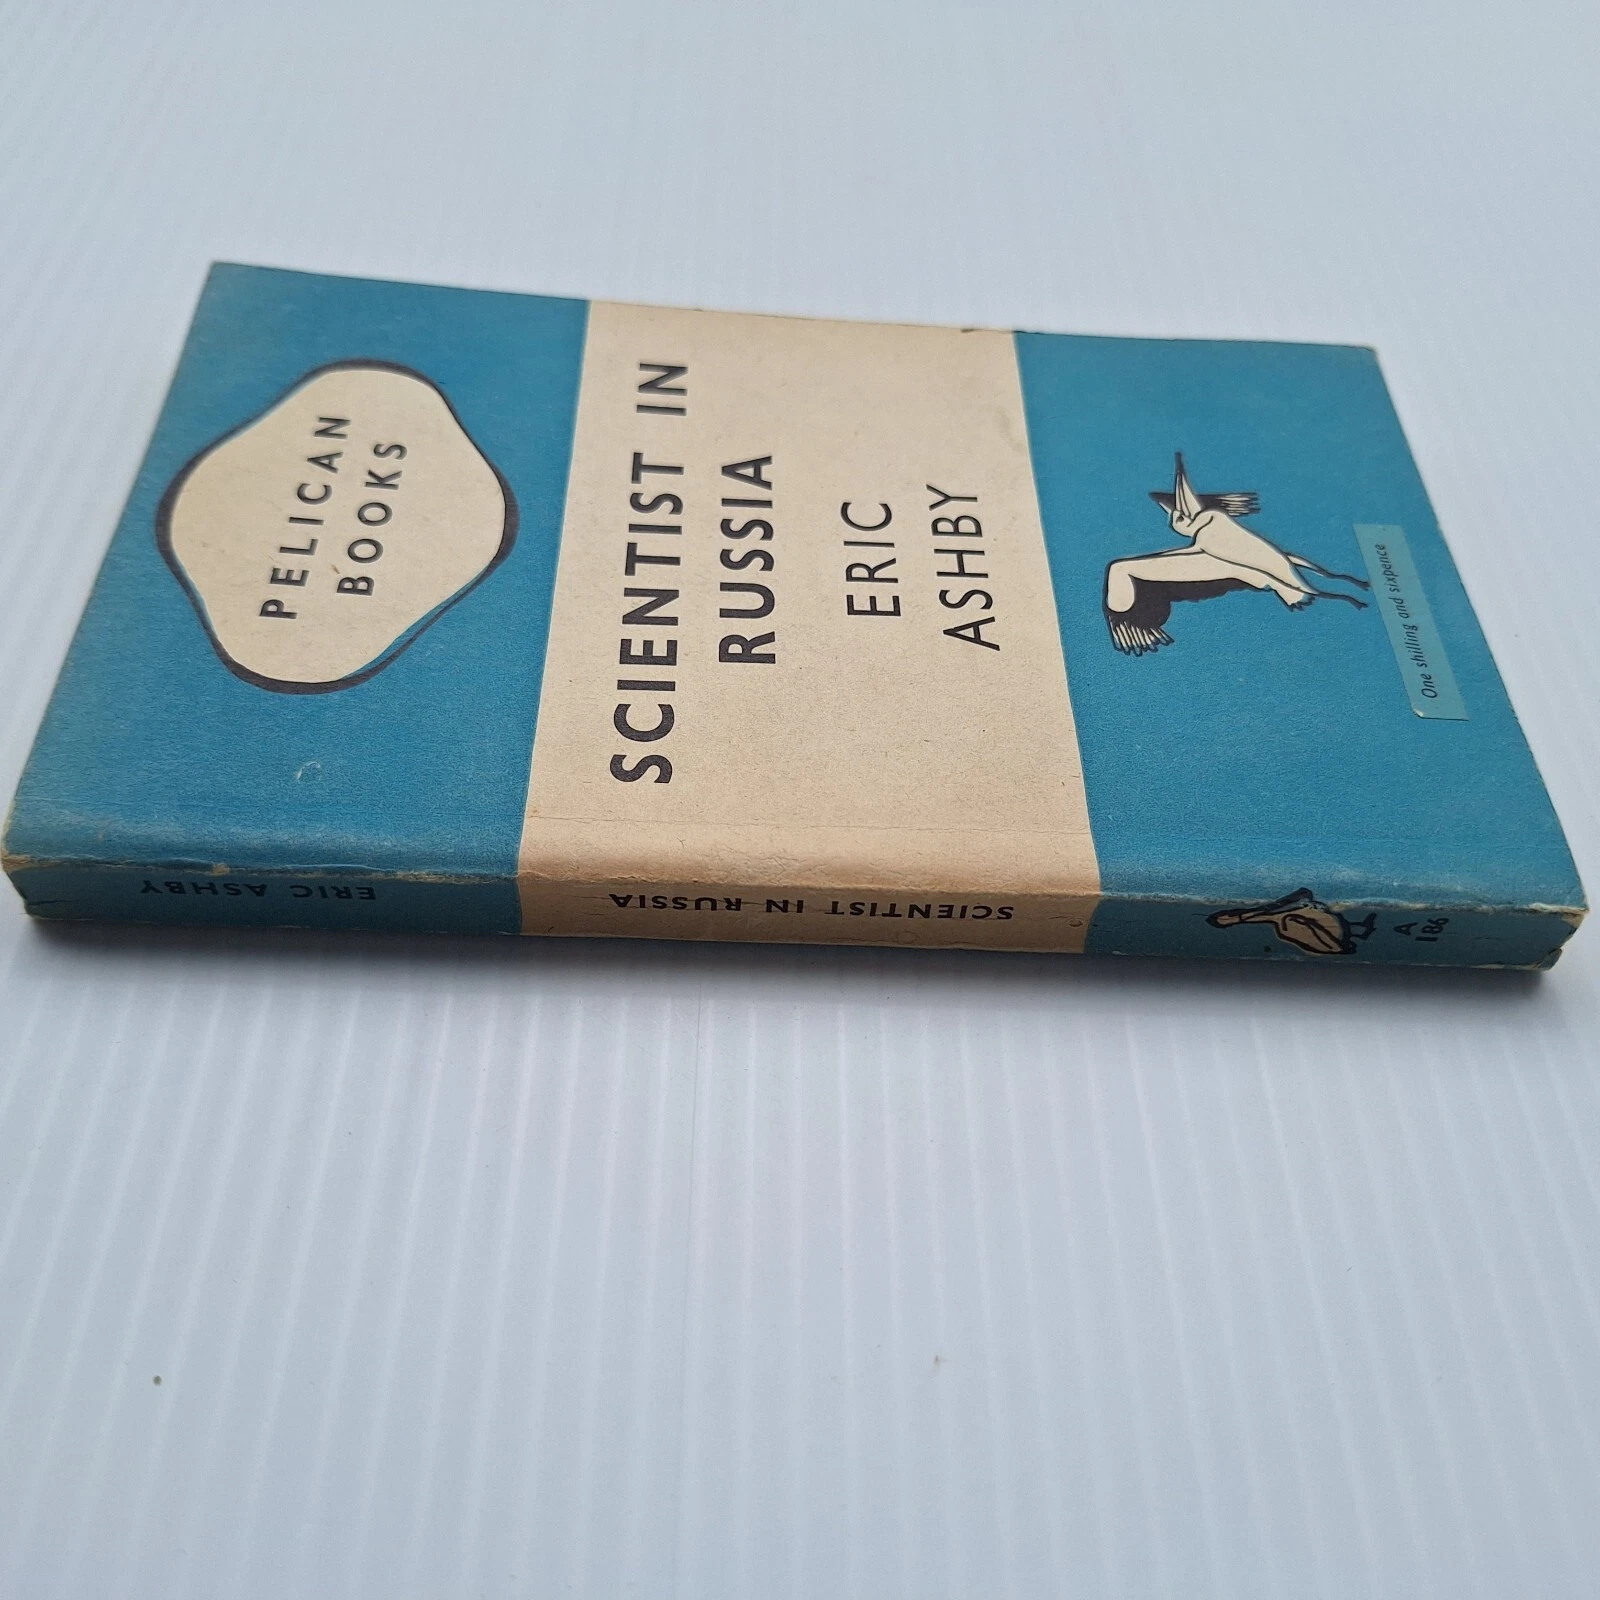 PELICAN
BOOKS
SCIENTIST IN
RUSSIA
ERIC
ASHBY
One shilling and sixpence
ERIC ASHBY
SCIENTIST IN RUSSIA
A
186